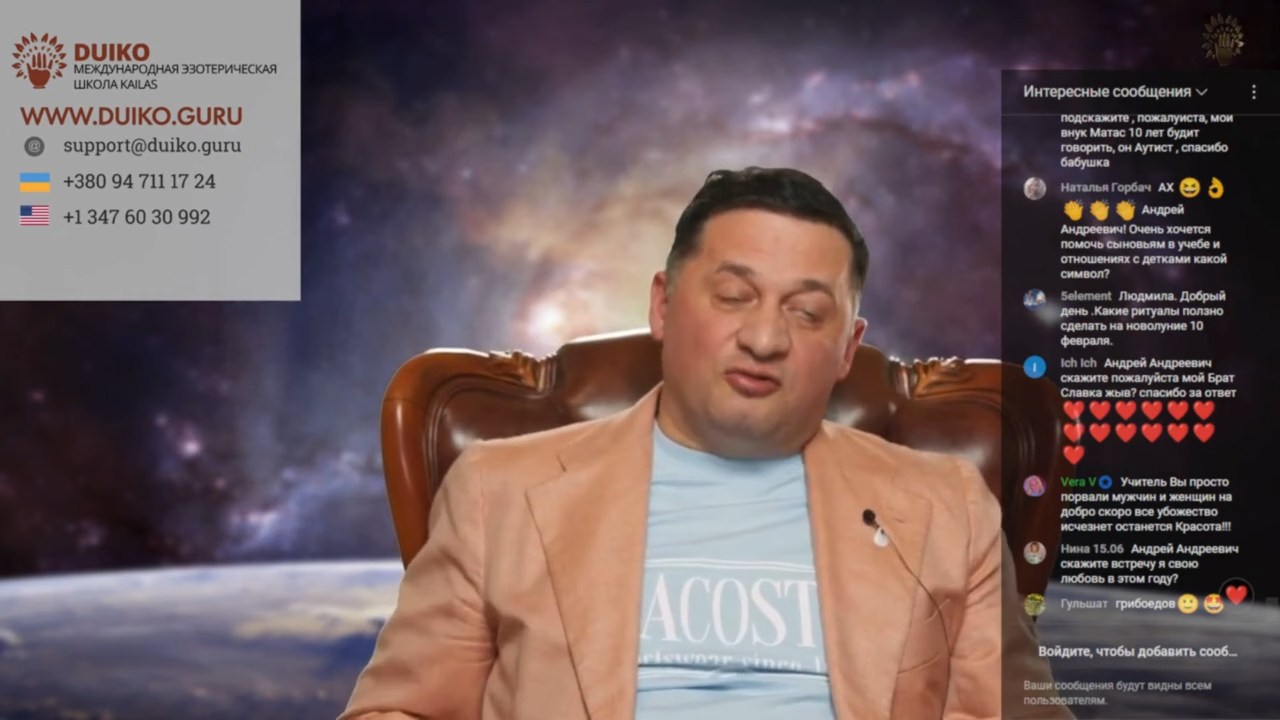 DUIKO
МЕЖДУНАРОДНАЯ ЭЗОТЕРИЧЕСКАЯ
ШКОЛА KAILAS
WWW.DUIKO.GURU
@ support@duiko.guru
+380 94 711 17 24
+1 347 60 30 992
ACOST
Интересные сообщения
подскажите , пожалуиста, мои
внук Матас 10 лет будит
говорить, он Аутист , спасибо
бабушка
Наталья Горбач АХ 😆 👌
👏 👏 👏 Андрей
Андреевич! Очень хочется
помочь сыновьям в учебе и
отношениях с детками какой
символ?
5element Людмила. Добрый
день .Какие ритуалы ползно
сделать на новолуние 10
февраля.
I
Ich Ich Андрей Андреевич
скажите пожалуйста мой Брат
Славка жыв? спасибо за ответ
❤️❤️❤️❤️❤️❤️
❤️❤️❤️❤️❤️❤️
❤️
Vera V Учитель Вы просто
порвали мужчин и женщин на
добро скоро все убожество
исчезнет останется Красота!!!
Нина 15.06 Андрей Андреевич
скажите встречу я свою
любовь в этом году?
Гульшат грибоедов 🙂 🤩 ❤️
Войдите, чтобы добавить сооб...
Ваши сообщения будут видны всем
пользователям.